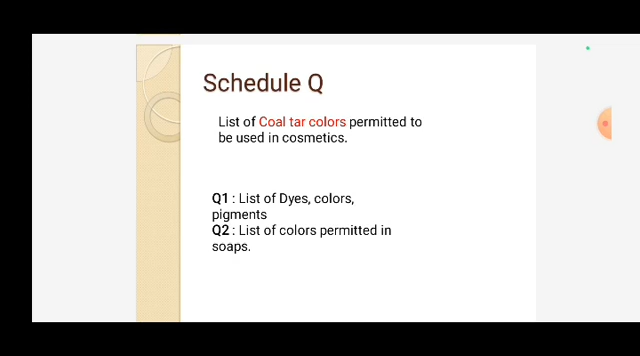 Schedule Q
List of Coal tar colors permitted to
be used in cosmetics.
Q1 : List of Dyes, colors,
pigments
Q2 : List of colors permitted in
soaps.